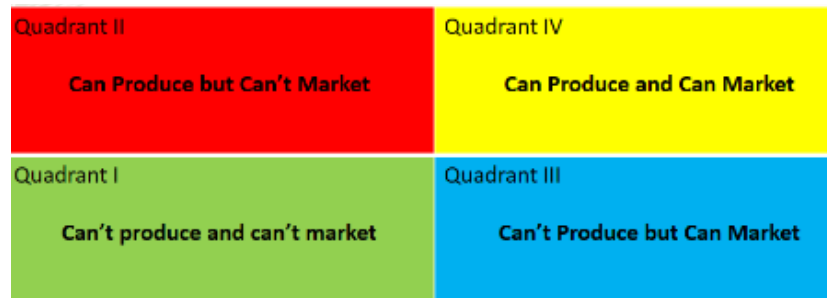 Quadrant II
Can Produce but Can't Market
Quadrant IV
Can Produce and Can Market
Quadrant I
Can't produce and can't market
Quadrant III
Can't Produce but Can Market